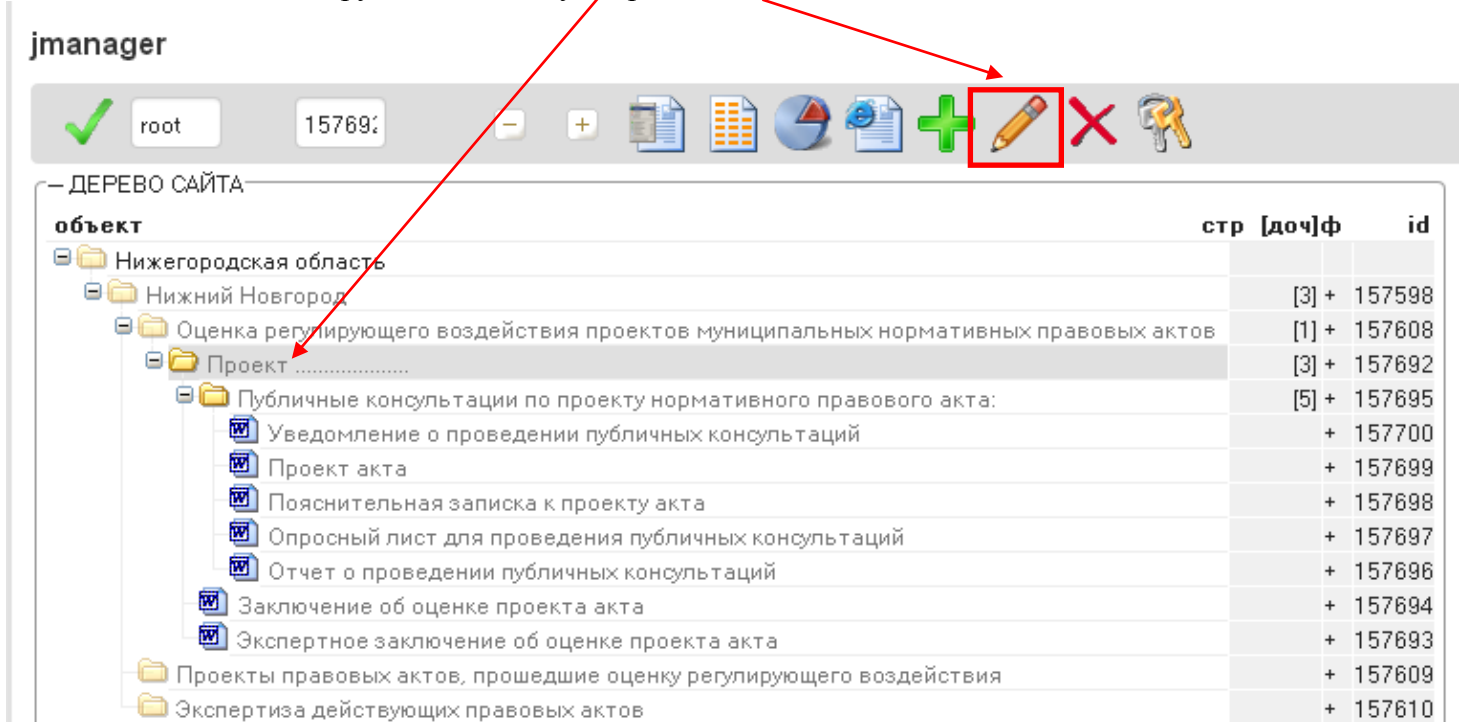 jmanager
root 157692
− +
ДЕРЕВО САЙТА
объект стр [доч]ф id
Нижегородская область
Нижний Новгород [3] + 157598
Оценка регулирующего воздействия проектов муниципальных нормативных правовых актов [1] + 157608
Проект .................... [3] + 157692
Публичные консультации по проекту нормативного правового акта: [5] + 157695
Уведомление о проведении публичных консультаций + 157700
Проект акта + 157699
Пояснительная записка к проекту акта + 157698
Опросный лист для проведения публичных консультаций + 157697
Отчет о проведении публичных консультаций + 157696
Заключение об оценке проекта акта + 157694
Экспертное заключение об оценке проекта акта + 157693
Проекты правовых актов, прошедшие оценку регулирующего воздействия + 157609
Экспертиза действующих правовых актов + 157610